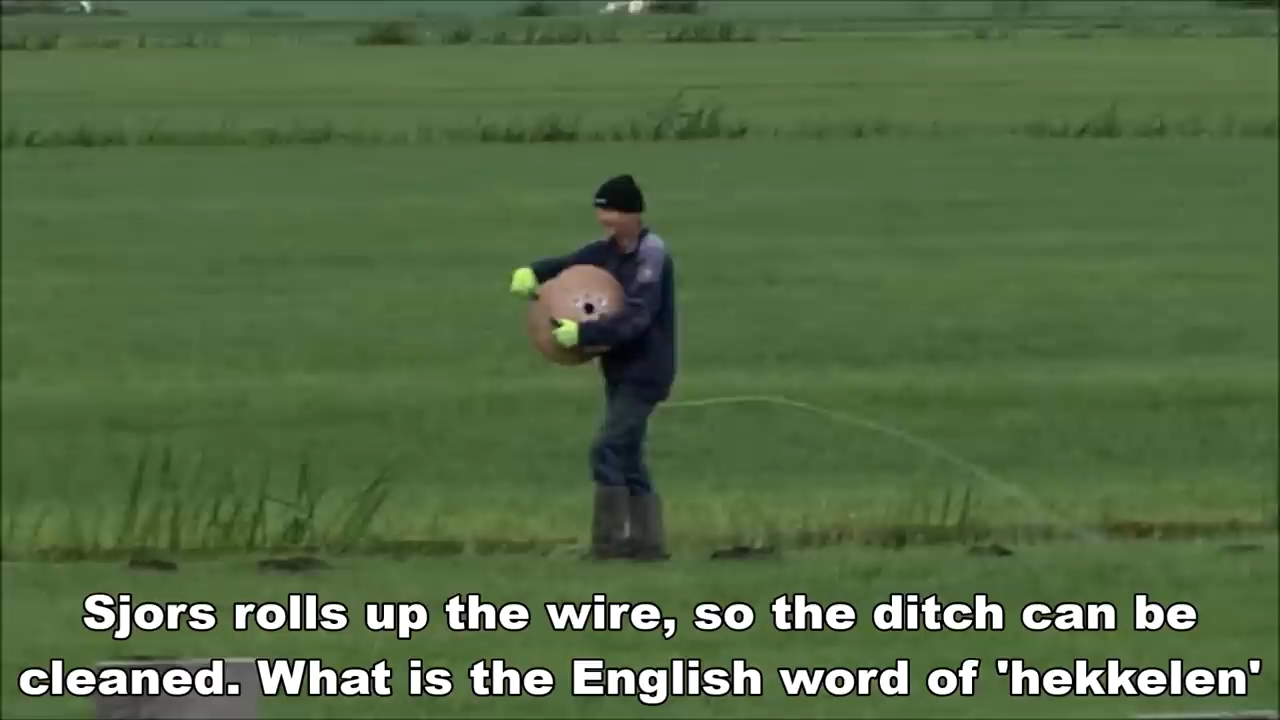 Sjors rolls up the wire, so the ditch can be
cleaned. What is the English word of 'hekkelen'